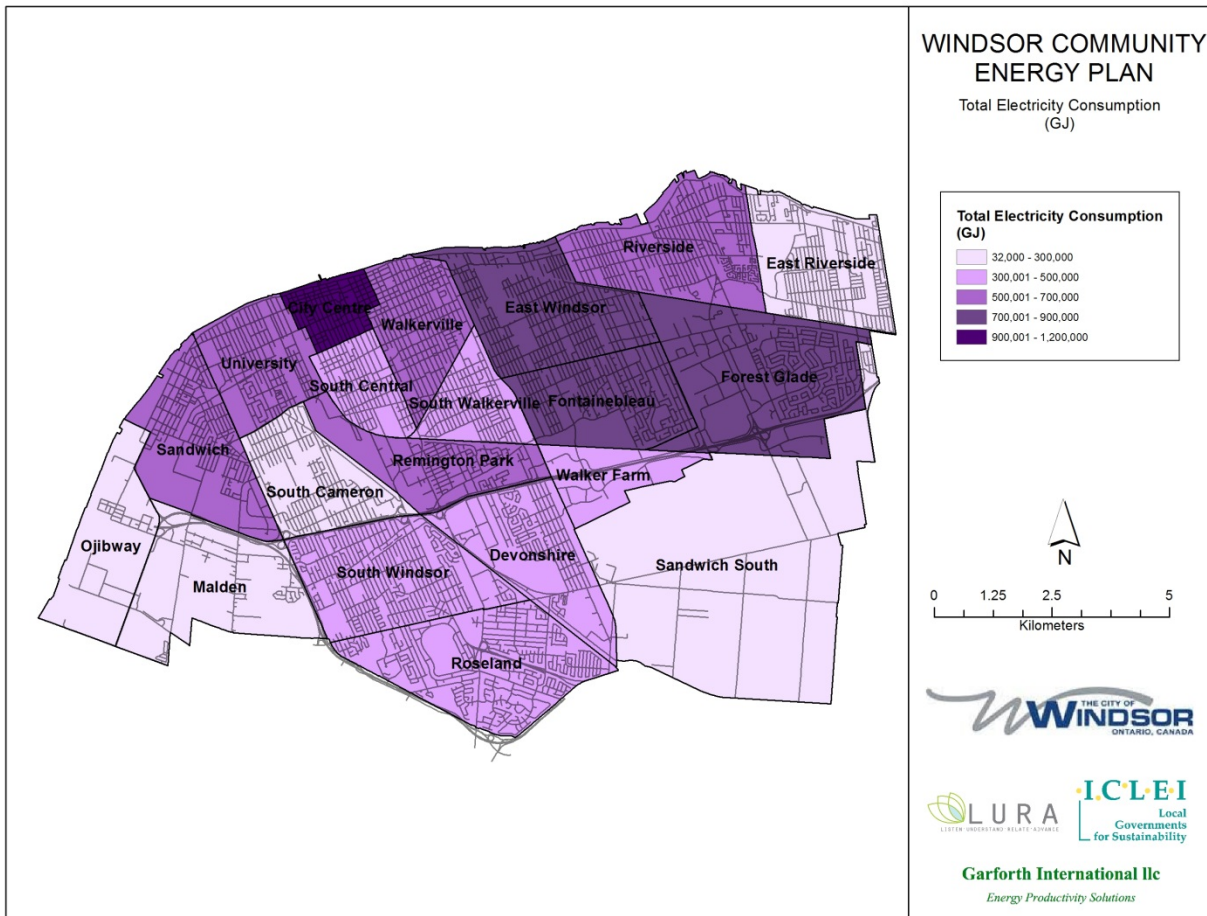 WINDSOR COMMUNITY
ENERGY PLAN
Total Electricity Consumption
(GJ)
Total Electricity Consumption
(GJ)
32,000 - 300,000
300,001 - 500,000
500,001 - 700,000
700,001 - 900,000
900,001 - 1,200,000
Riverside
East Riverside
City Centre
East Windsor
Walkerville
University
South Central
Forest Glade
South Walkerville
Fontainebleau
Sandwich
Remington Park
Walker Farm
South Cameron
Ojibway
Devonshire
Sandwich South
South Windsor
Malden
Roseland
N
0 1.25 2.5 5
Kilometers
THE CITY OF
WINDSOR
ONTARIO, CANADA
LURA
LISTEN·UNDERSTAND·RELATE·ADVANCE
I·C·L·E·I
Local
Governments
for Sustainability
Garforth International llc
Energy Productivity Solutions